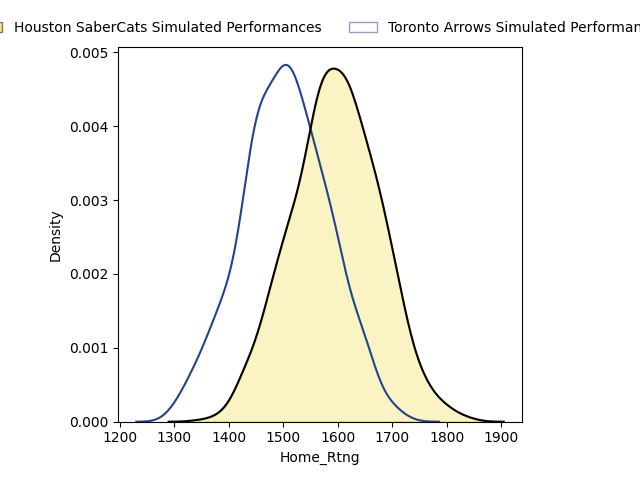 Houston SaberCats Simulated Performances
Toronto Arrows Simulated
0.005
0.004
0.003
0.002
0.001
0.000
Density
1200 1300 1400 1500 1600 1700 1800 1900
Home_Rtng